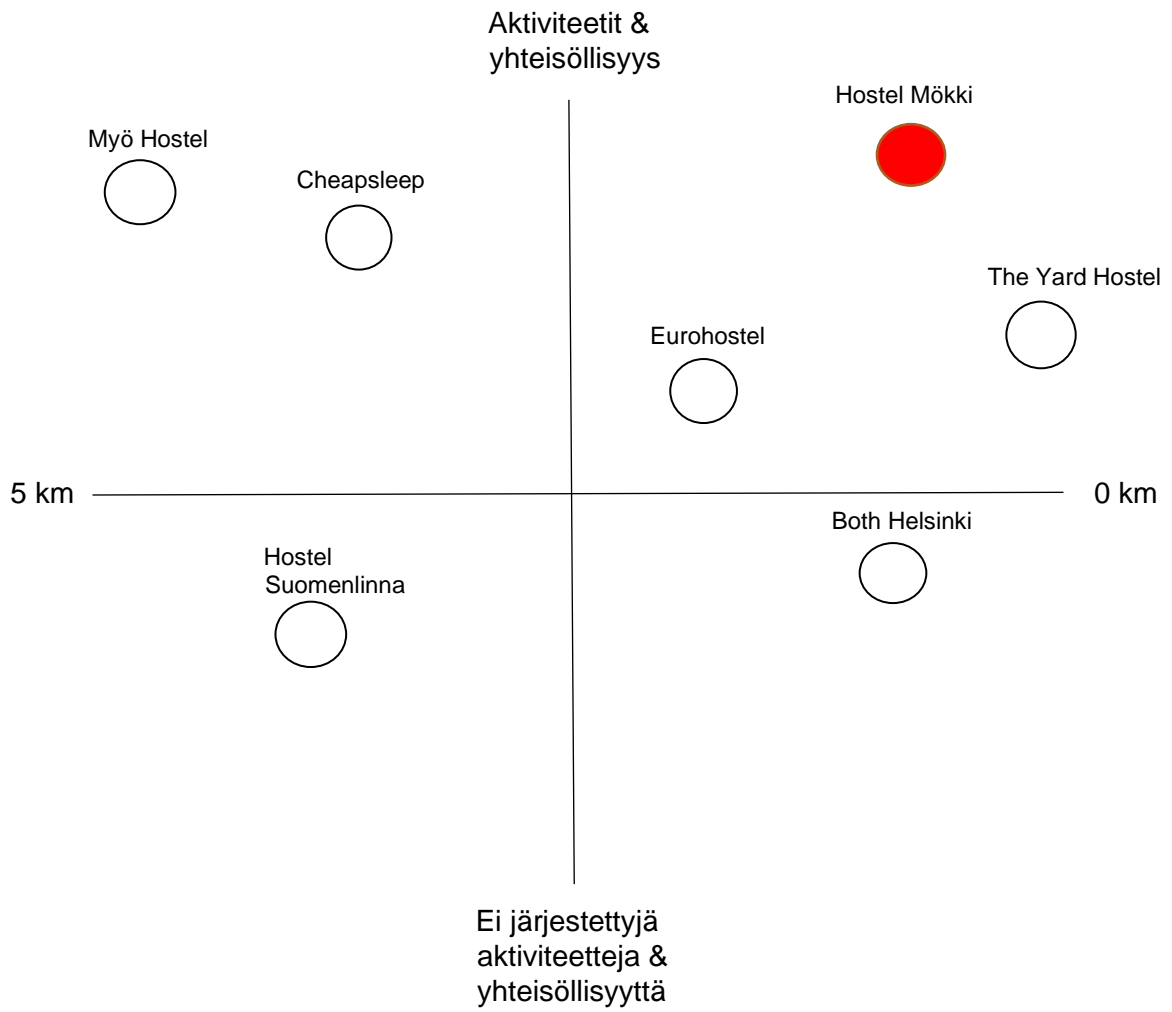 Aktiviteetit &
yhteisöllisyys
Hostel Mökki
Myö Hostel
Cheapsleep
The Yard Hostel
Eurohostel
5 km
0 km
Both Helsinki
Hostel
Suomenlinna
Ei järjestettyjä
aktiviteetteja &
yhteisöllisyyttä